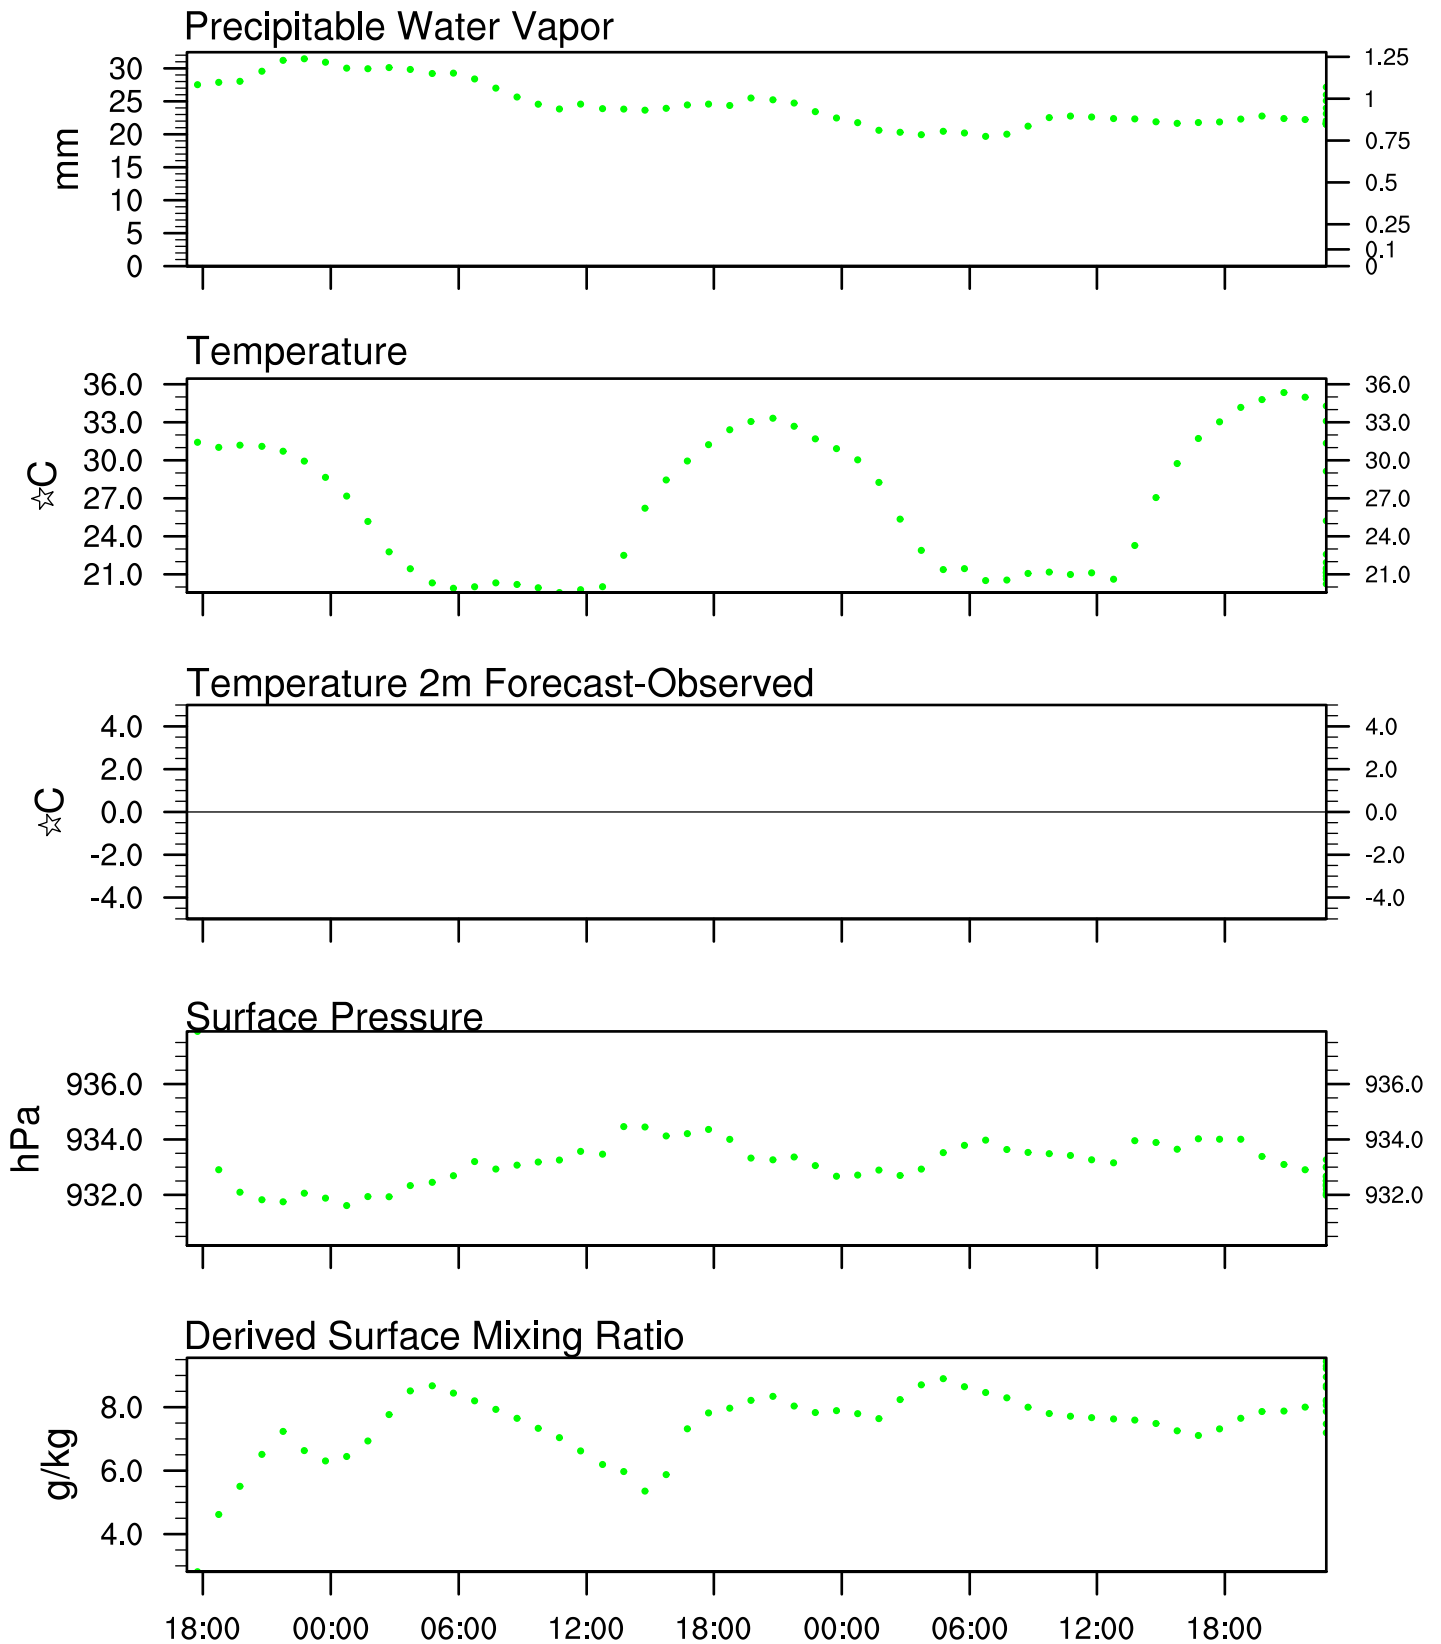 Precipitable Water Vapor
30 1.25
25 1
20 0.75
mm
15 0.5
10
5 0.25
0.1
0 0
Temperature
36.0 36.0
33.0 33.0
30.0 30.0
☆C
27.0 27.0
24.0 24.0
21.0 21.0
Temperature 2m Forecast-Observed
4.0 4.0
2.0 2.0
☆C
0.0 0.0
-2.0 -2.0
-4.0 -4.0
Surface Pressure
936.0 936.0
hPa
934.0 934.0
932.0 932.0
Derived Surface Mixing Ratio
8.0
g/kg
6.0
4.0
18:00 00:00 06:00 12:00 18:00 00:00 06:00 12:00 18:00